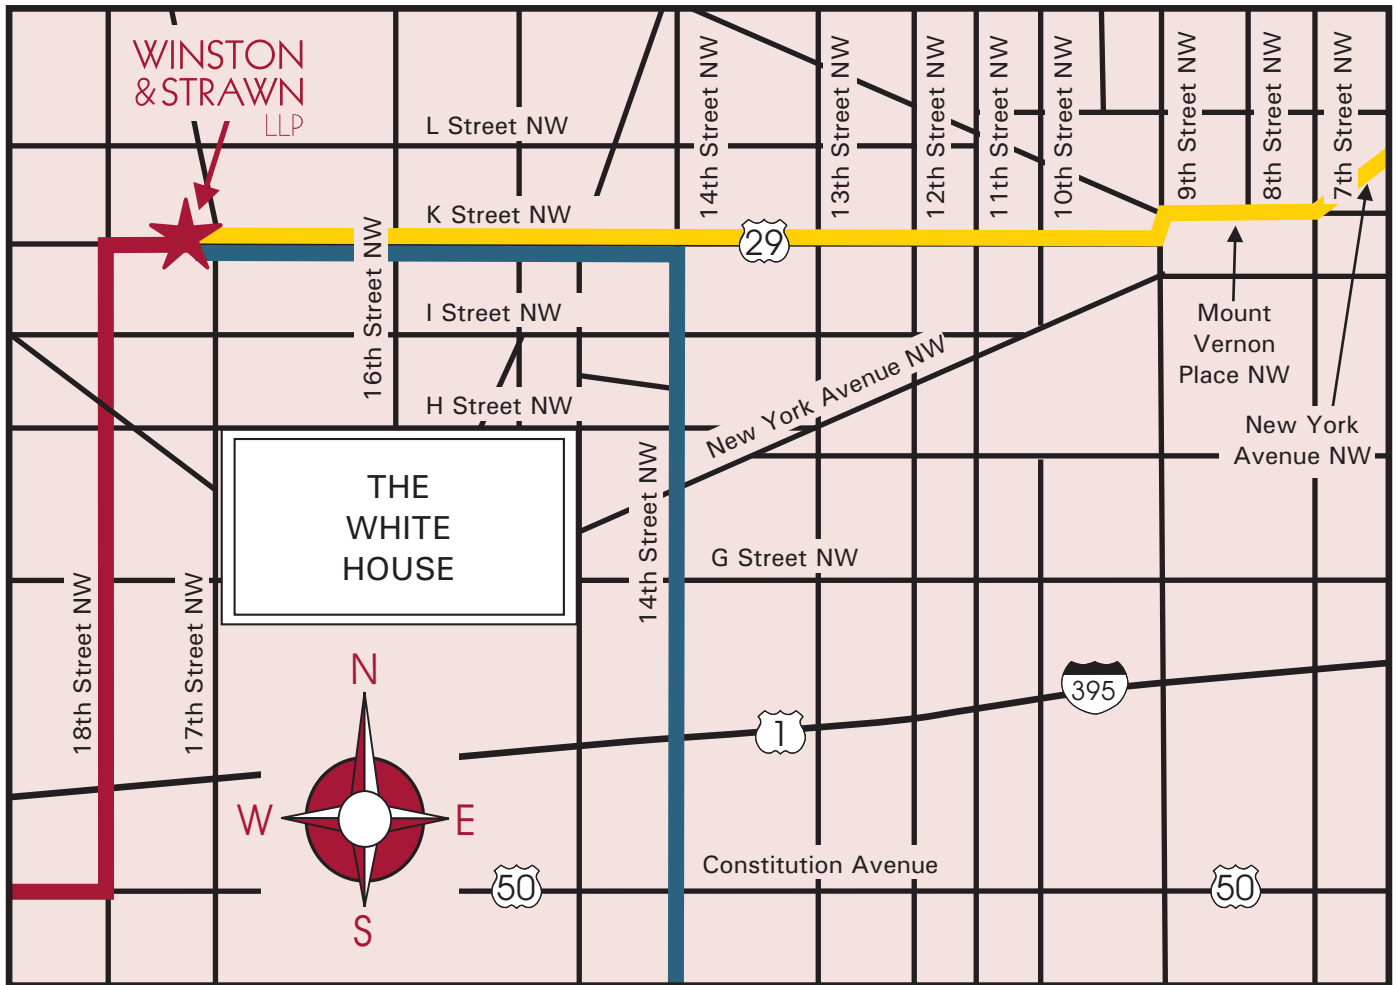 WINSTON
& STRAWN
LLP
L Street NW
K Street NW
I Street NW
H Street NW
16th Street NW
14th Street NW
13th Street NW
12th Street NW
11th Street NW
10th Street NW
9th Street NW
8th Street NW
7th Street NW
29
Mount
Vernon
Place NW
New York
Avenue NW
New York Avenue NW
THE
WHITE
HOUSE
14th Street NW
G Street NW
18th Street NW
17th Street NW
N
W
E
S
395
1
Constitution Avenue
50
50